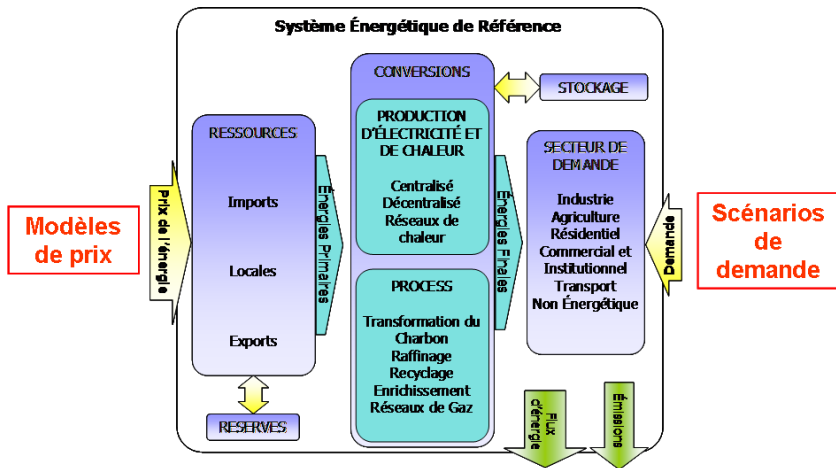 Système Énergétique de Référence
Modèles
de prix
Prix de l'énergie
RESSOURCES
Imports
Locales
Exports
RESERVES
Énergies Primaires
CONVERSIONS
PRODUCTION
D'ÉLECTRICITÉ ET
DE CHALEUR
Centralisé
Décentralisé
Réseaux de
chaleur
PROCESS
Transformation du
Charbon
Raffinage
Recyclage
Enrichissement
Réseaux de Gaz
STOCKAGE
Énergies Finales
SECTEUR DE
DEMANDE
Industrie
Agriculture
Résidentiel
Commercial et
Institutionnel
Transport
Non Énergétique
Demande
Scénarios
de
demande
Flux
d'énergie
Émissions